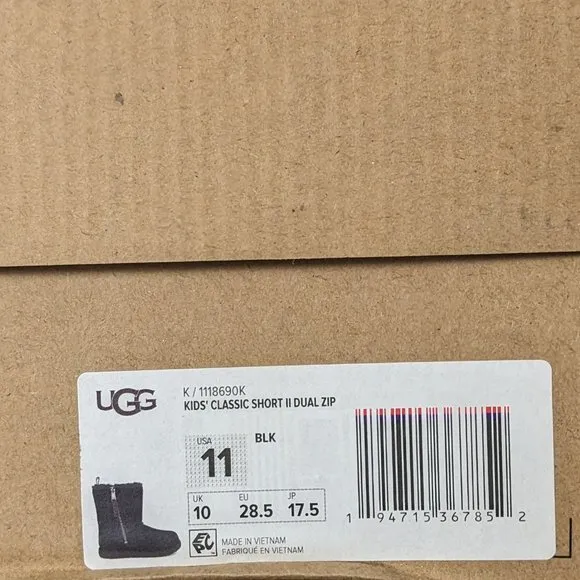 UGG
K / 1118690K
KIDS' CLASSIC SHORT II DUAL ZIP
USA
11
BLK
UK EU JP
10 28.5 17.5
1 94715 36785 2
MADE IN VIETNAM
FABRIQUÉ EN VIETNAM